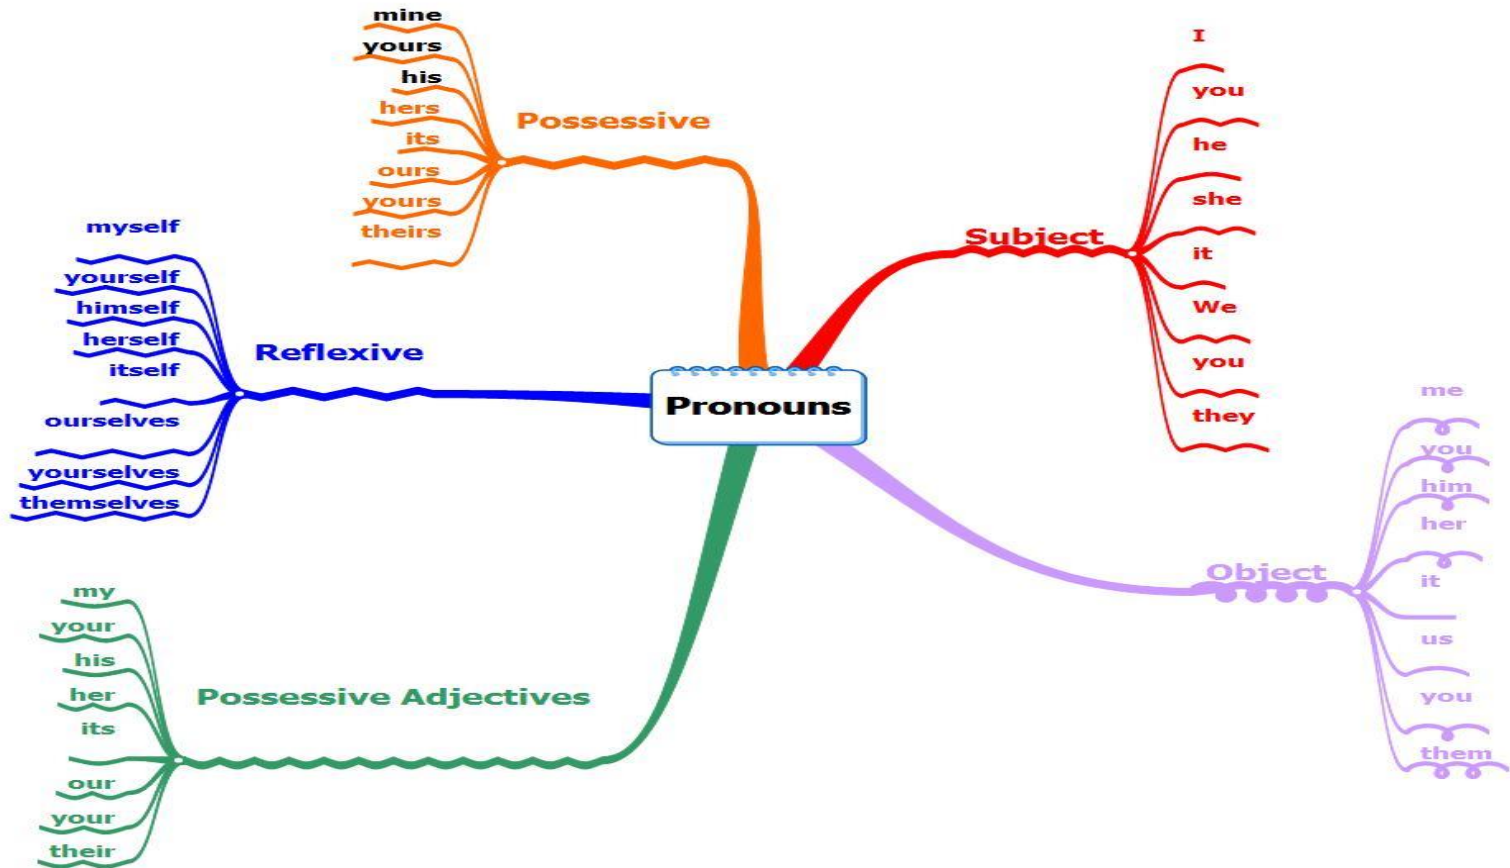 Pronouns
Possessive
mine
yours
his
hers
its
ours
yours
theirs
Subject
I
you
he
she
it
We
you
they
Reflexive
myself
yourself
himself
herself
itself
ourselves
yourselves
themselves
Object
me
you
him
her
it
us
you
them
Possessive Adjectives
my
your
his
her
its
our
your
their